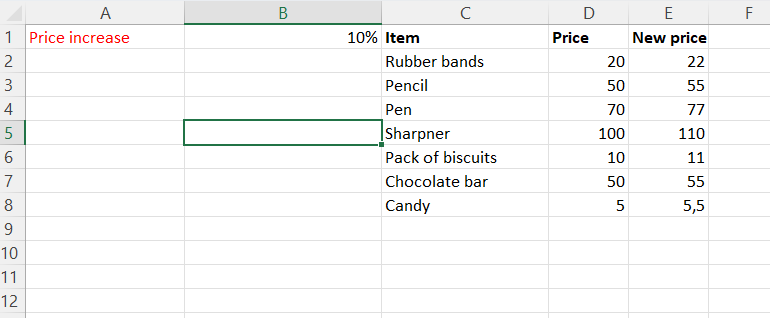 A B C D E F
1 Price increase 10% Item Price New price
2 Rubber bands 20 22
3 Pencil 50 55
4 Pen 70 77
5 Sharpner 100 110
6 Pack of biscuits 10 11
7 Chocolate bar 50 55
8 Candy 5 5,5
9
10
11
12